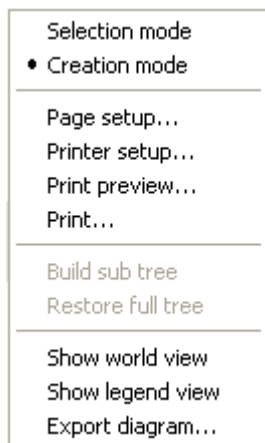 Selection mode
• Creation mode
Page setup...
Printer setup...
Print preview...
Print...
Build sub tree
Restore full tree
Show world view
Show legend view
Export diagram...